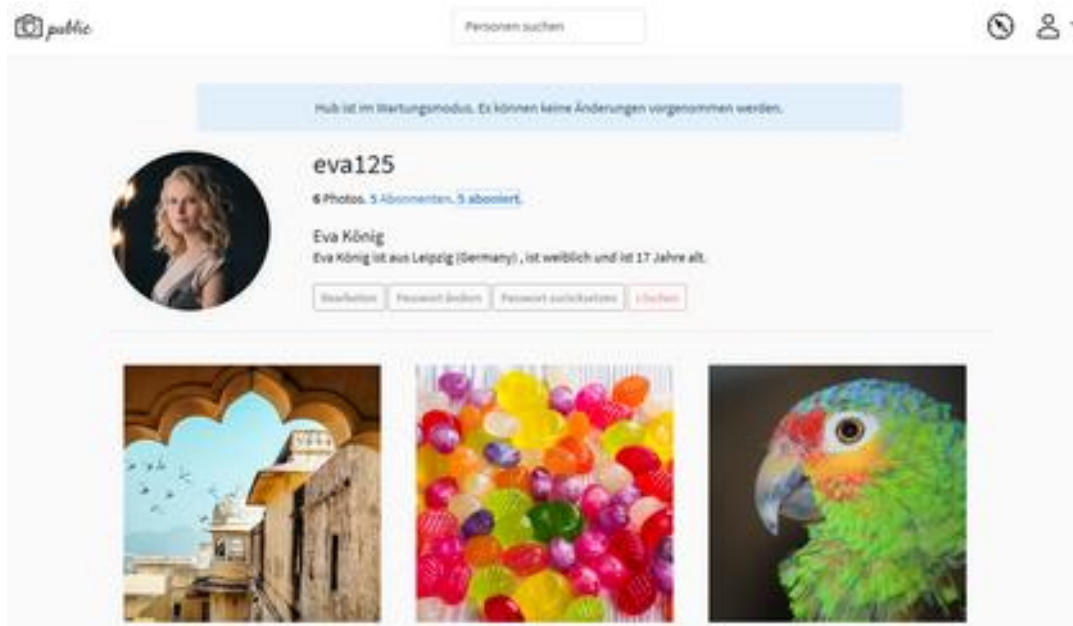 public
Personen suchen
Hub ist im Wartungsmodus. Es können keine Änderungen vorgenommen werden.
eva125
6 Photos. 5 Abonnenten. 5 abonniert.
Eva König
Eva König ist aus Leipzig (Germany) , ist weiblich und ist 17 Jahre alt.
Bearbeiten Passwort ändern Passwort zurücksetzen Löschen